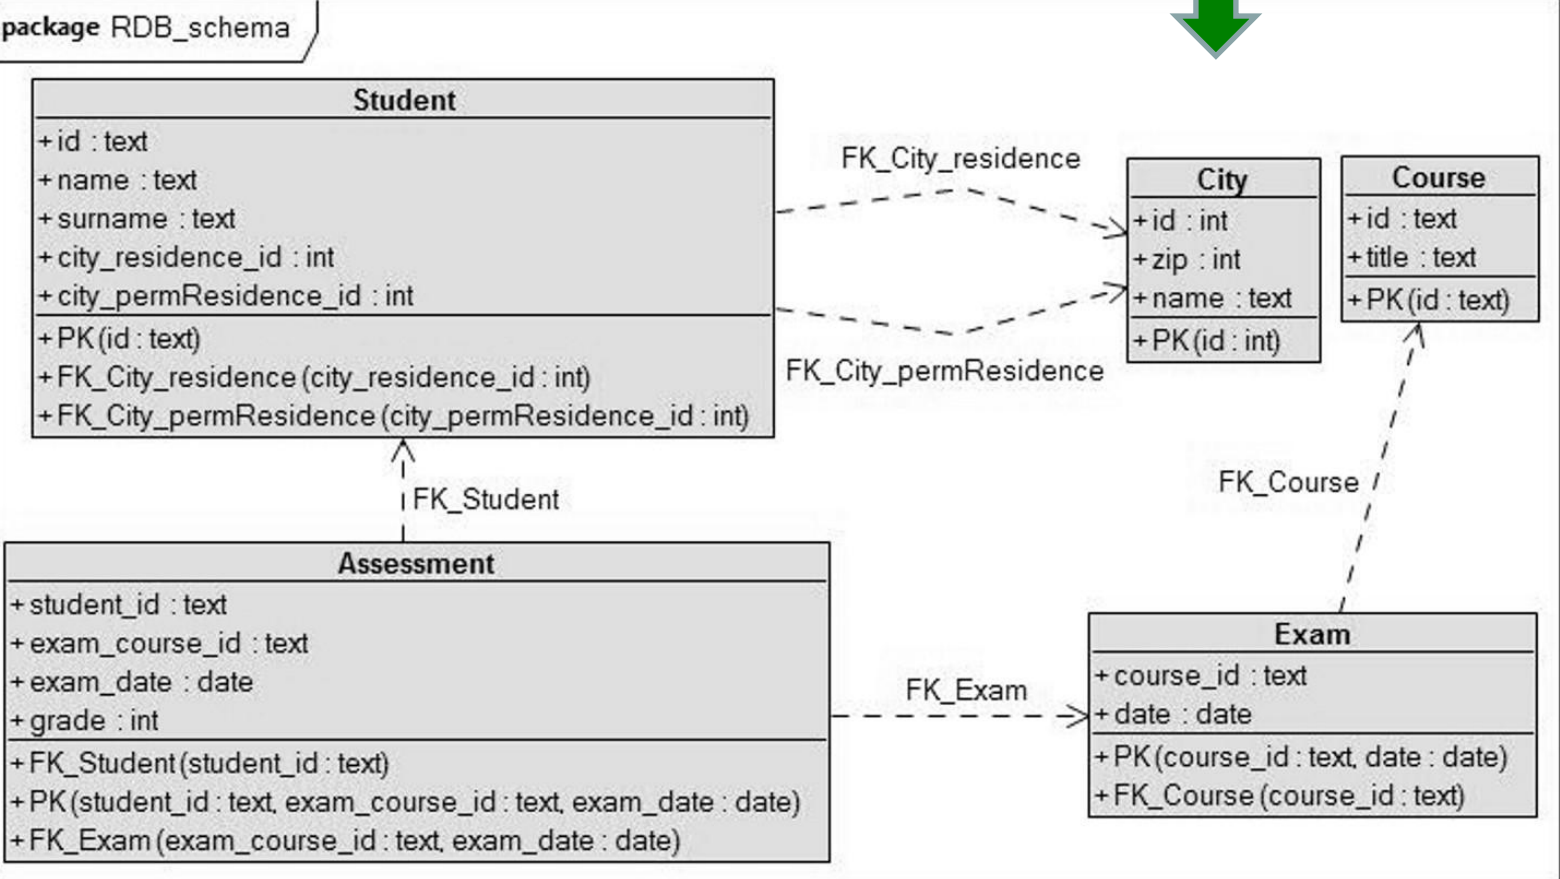 package RDB_schema
Student
+ id : text
+ name : text
+ surname : text
+ city_residence_id : int
+ city_permResidence_id : int
+ PK(id : text)
+ FK_City_residence(city_residence_id : int)
+ FK_City_permResidence(city_permResidence_id : int)
FK_City_residence
FK_City_permResidence
City
+ id : int
+ zip : int
+ name : text
+ PK(id : int)
Course
+ id : text
+ title : text
+ PK(id : text)
FK_Student
FK_Course
Assessment
+ student_id : text
+ exam_course_id : text
+ exam_date : date
+ grade : int
+ FK_Student(student_id : text)
+ PK(student_id : text, exam_course_id : text, exam_date : date)
+ FK_Exam(exam_course_id : text, exam_date : date)
FK_Exam
Exam
+ course_id : text
+ date : date
+ PK(course_id : text, date : date)
+ FK_Course(course_id : text)